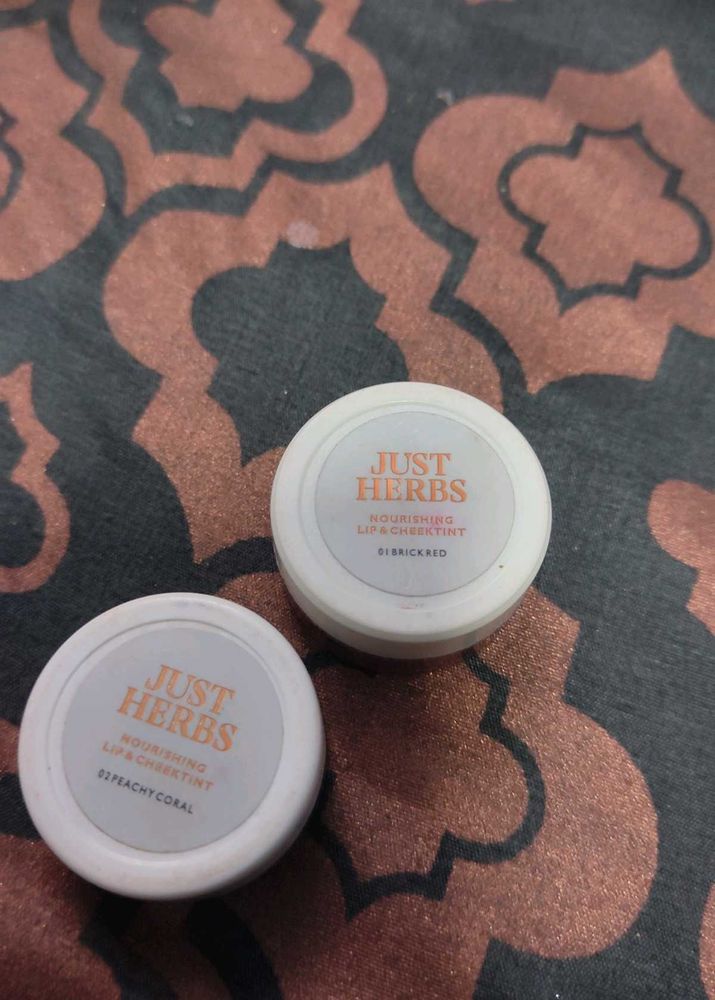 JUST
HERBS
NOURISHING
LIP & CHEEKTINT
01 BRICK RED
JUST
HERBS
NOURISHING
LIP & CHEEKTINT
02 PEACHY CORAL